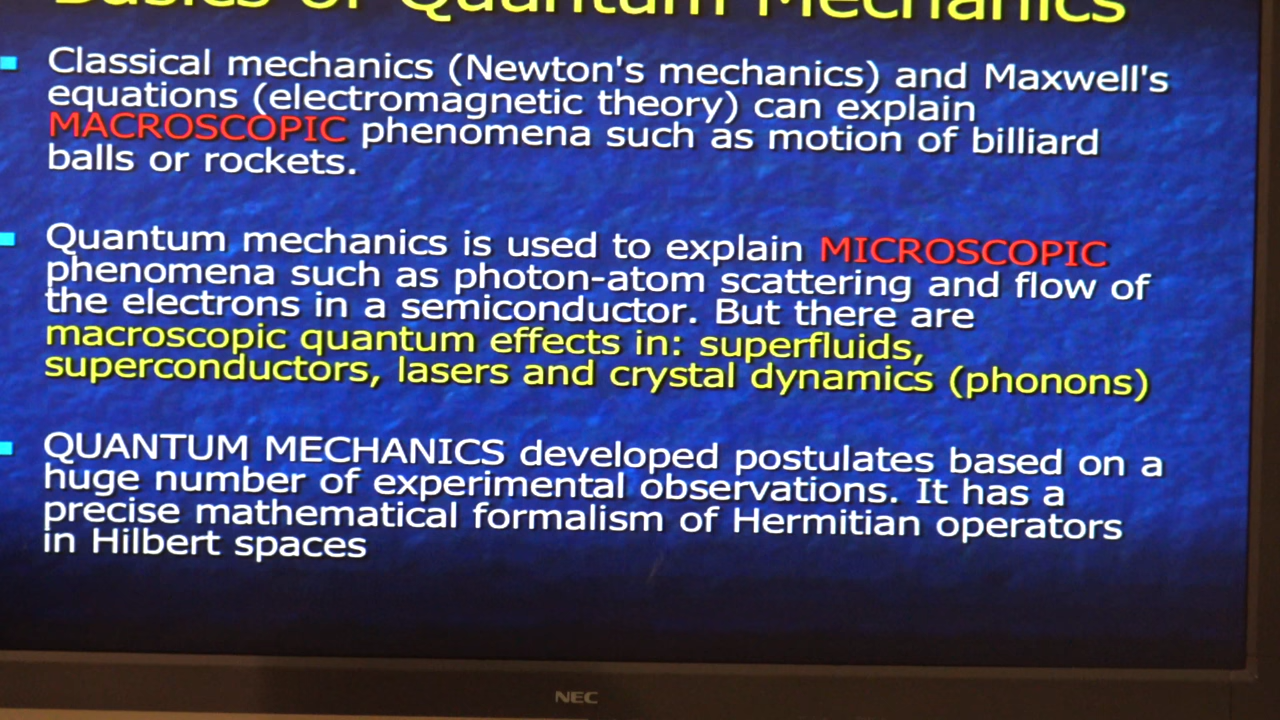 Basics of Quantum Mechanics
Classical mechanics (Newton's mechanics) and Maxwell's
equations (electromagnetic theory) can explain
MACROSCOPIC phenomena such as motion of billiard
balls or rockets.
Quantum mechanics is used to explain MICROSCOPIC
phenomena such as photon-atom scattering and flow of
the electrons in a semiconductor. But there are
macroscopic quantum effects in: superfluids,
superconductors, lasers and crystal dynamics (phonons)
QUANTUM MECHANICS developed postulates based on a
huge number of experimental observations. It has a
precise mathematical formalism of Hermitian operators
in Hilbert spaces
NEC